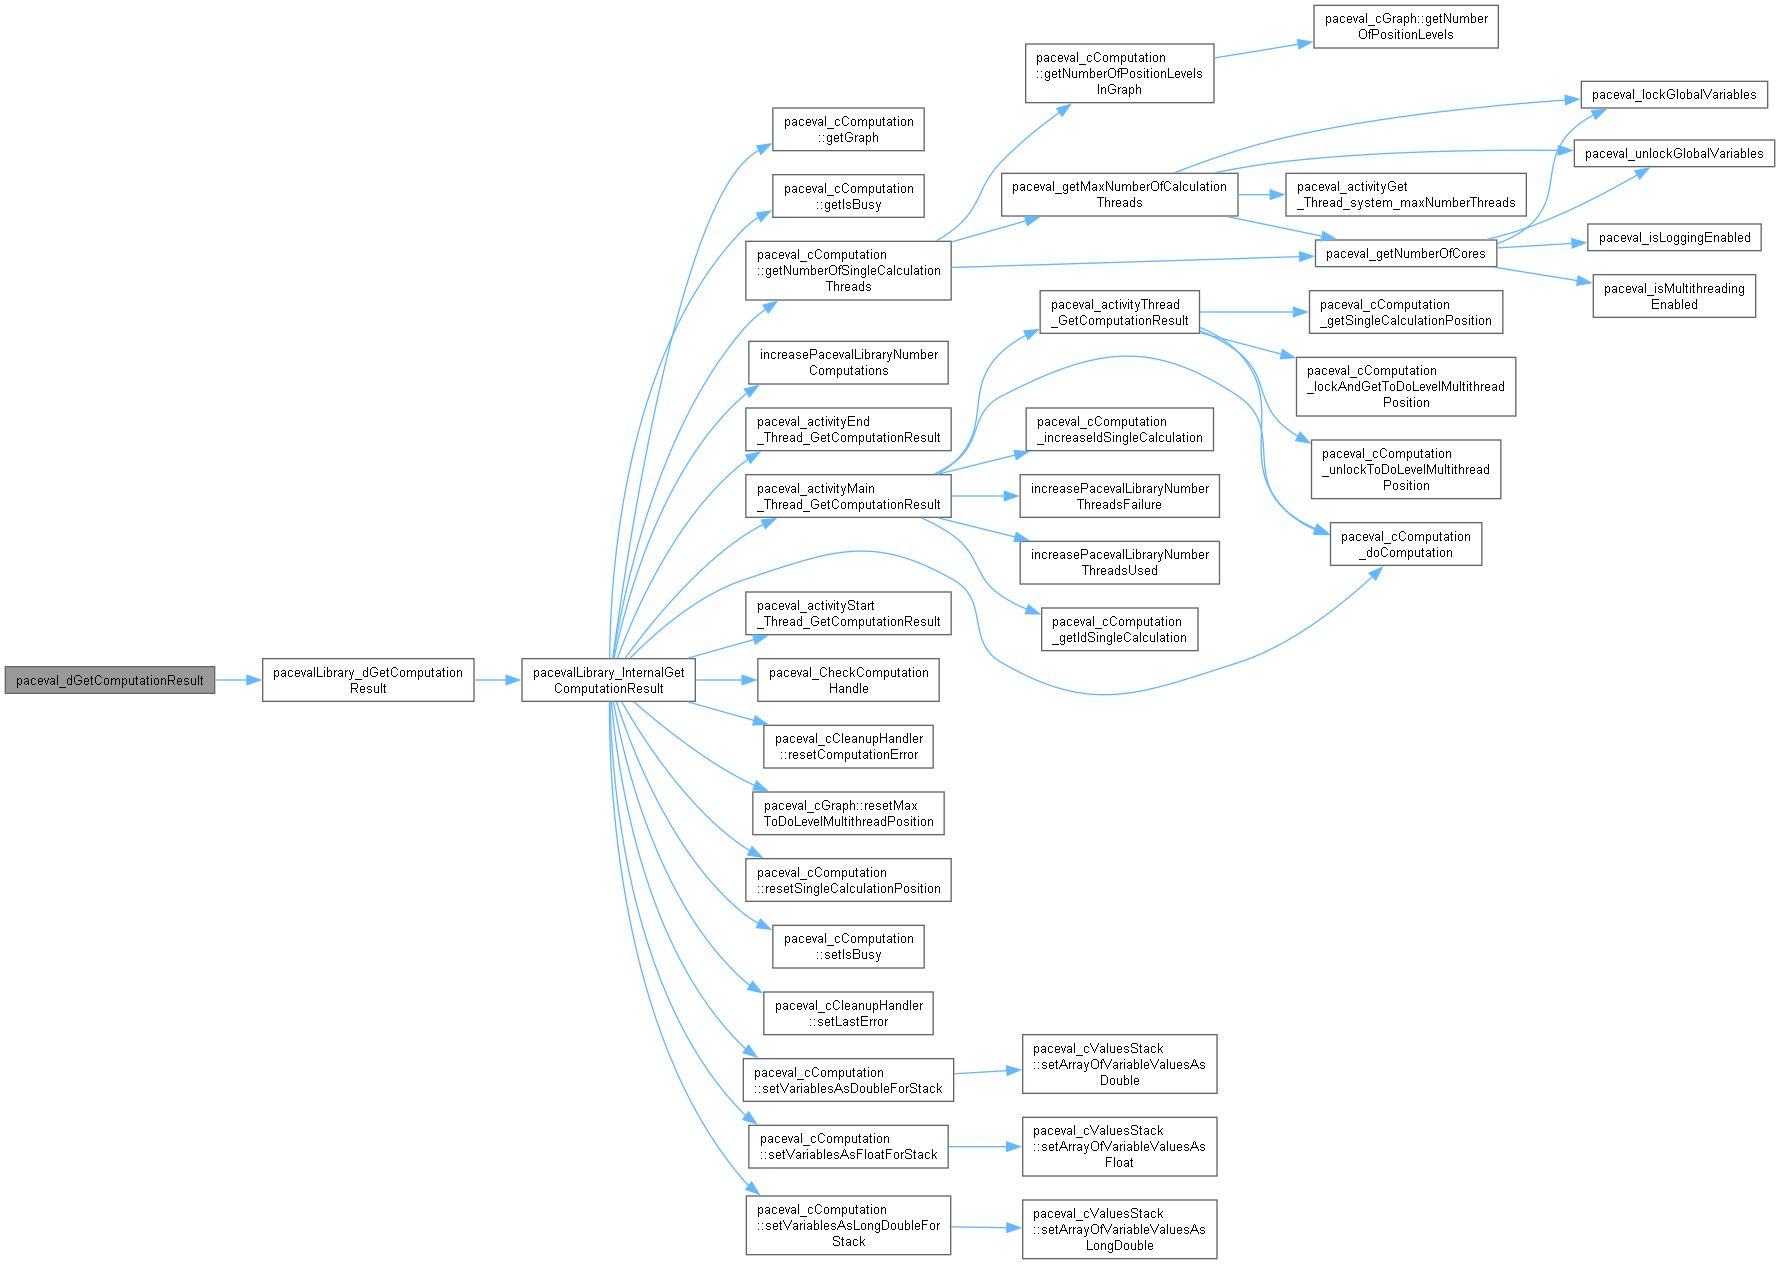 paceval_dGetComputationResult
pacevalLibrary_dGetComputation
Result
pacevalLibrary_InternalGet
ComputationResult
paceval_cComputation
::getGraph
paceval_cComputation
::getIsBusy
paceval_cComputation
::getNumberOfSingleCalculation
Threads
increasePacevalLibraryNumber
Computations
paceval_activityEnd
_Thread_GetComputationResult
paceval_activityMain
_Thread_GetComputationResult
paceval_activityStart
_Thread_GetComputationResult
paceval_CheckComputation
Handle
paceval_cCleanupHandler
::resetComputationError
paceval_cGraph::resetMax
ToDoLevelMultithreadPosition
paceval_cComputation
::resetSingleCalculationPosition
paceval_cComputation
::setIsBusy
paceval_cCleanupHandler
::setLastError
paceval_cComputation
::setVariablesAsDoubleForStack
paceval_cComputation
::setVariablesAsFloatForStack
paceval_cComputation
::setVariablesAsLongDoubleFor
Stack
paceval_cComputation
::getNumberOfPositionLevels
InGraph
paceval_getMaxNumberOfCalculation
Threads
paceval_activityThread
_GetComputationResult
paceval_cComputation
_increaseIdSingleCalculation
increasePacevalLibraryNumber
ThreadsFailure
increasePacevalLibraryNumber
ThreadsUsed
paceval_cComputation
_getIdSingleCalculation
paceval_cValuesStack
::setArrayOfVariableValuesAs
Double
paceval_cValuesStack
::setArrayOfVariableValuesAs
Float
paceval_cValuesStack
::setArrayOfVariableValuesAs
LongDouble
paceval_cGraph::getNumber
OfPositionLevels
paceval_activityGet
_Thread_system_maxNumberThreads
paceval_getNumberOfCores
paceval_cComputation
_getSingleCalculationPosition
paceval_cComputation
_lockAndGetToDoLevelMultithread
Position
paceval_cComputation
_unlockToDoLevelMultithread
Position
paceval_cComputation
_doComputation
paceval_lockGlobalVariables
paceval_unlockGlobalVariables
paceval_isLoggingEnabled
paceval_isMultithreading
Enabled